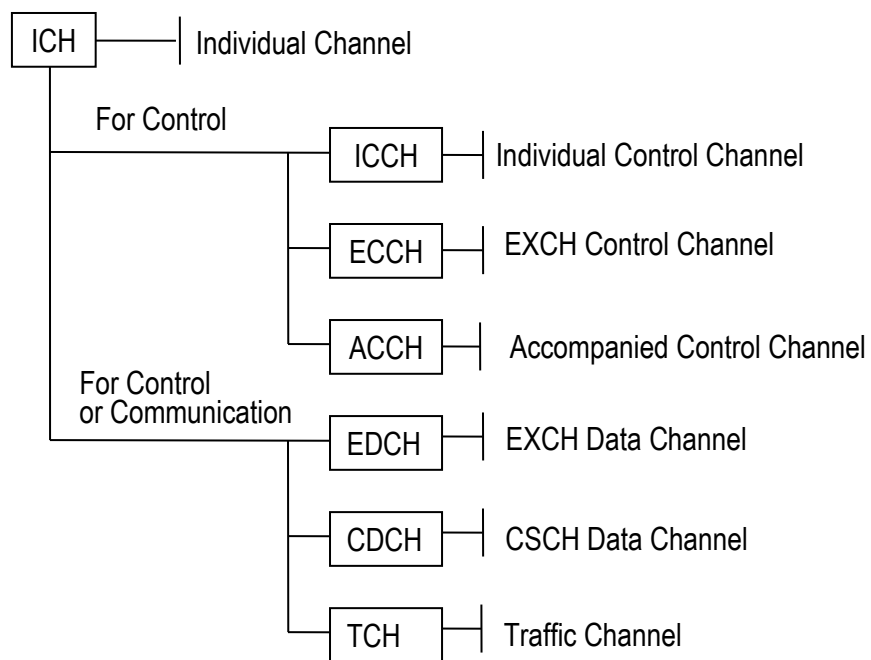 ICH Individual Channel
For Control
ICCH Individual Control Channel
ECCH EXCH Control Channel
ACCH Accompanied Control Channel
For Control
or Communication
EDCH EXCH Data Channel
CDCH CSCH Data Channel
TCH Traffic Channel